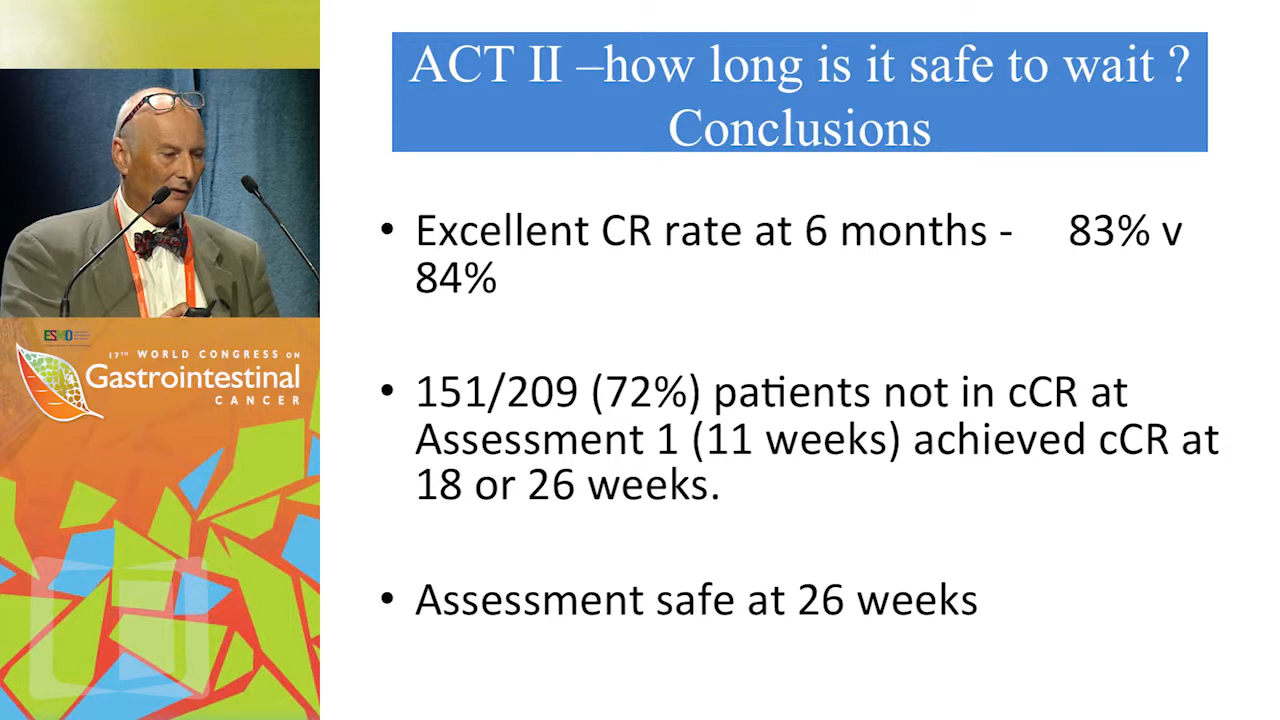 ACT II –how long is it safe to wait ?
Conclusions
• Excellent CR rate at 6 months - 83% v
84%
• 151/209 (72%) patients not in cCR at
Assessment 1 (11 weeks) achieved cCR at
18 or 26 weeks.
• Assessment safe at 26 weeks
ESMO
17TH WORLD CONGRESS ON
Gastrointestinal
CANCER